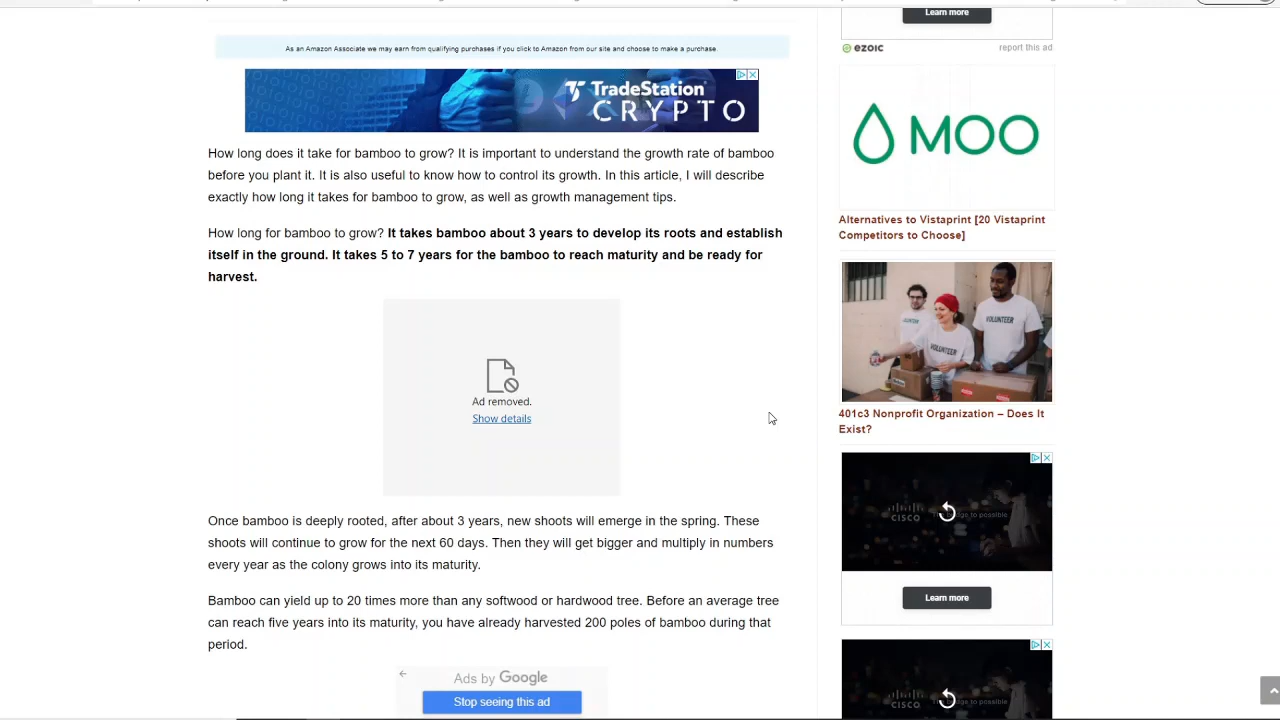 Learn more
ezoic
report this ad
As an Amazon Associate we may earn from qualifying purchases if you click to Amazon from our site and choose to make a purchase.
TradeStation
CRYPTO
MOO
How long does it take for bamboo to grow? It is important to understand the growth rate of bamboo
before you plant it. It is also useful to know how to control its growth. In this article, I will describe
exactly how long it takes for bamboo to grow, as well as growth management tips.
How long for bamboo to grow? It takes bamboo about 3 years to develop its roots and establish
itself in the ground. It takes 5 to 7 years for the bamboo to reach maturity and be ready for
harvest.
Ad removed.
Show details
Once bamboo is deeply rooted, after about 3 years, new shoots will emerge in the spring. These
shoots will continue to grow for the next 60 days. Then they will get bigger and multiply in numbers
every year as the colony grows into its maturity.
Bamboo can yield up to 20 times more than any softwood or hardwood tree. Before an average tree
can reach five years into its maturity, you have already harvested 200 poles of bamboo during that
period.
Ads by Google
Stop seeing this ad
Alternatives to Vistaprint [20 Vistaprint
Competitors to Choose]
VOLUNTEER
VOLUNTEER
VOLUNTEER
401c3 Nonprofit Organization – Does It
Exist?
CISCO
to possible.
Learn more
CISCO